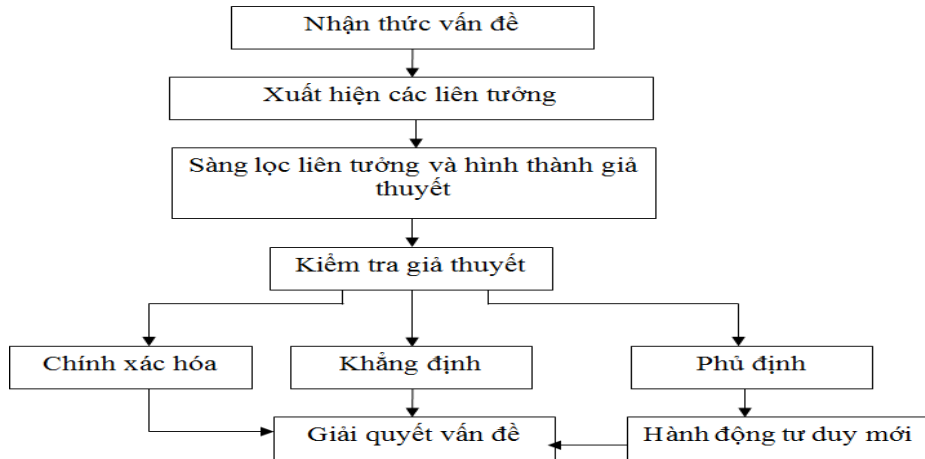 Nhận thức vấn đề
Xuất hiện các liên tưởng
Sàng lọc liên tưởng và hình thành giả
thuyết
Kiểm tra giả thuyết
Chính xác hóa
Khẳng định
Phủ định
Giải quyết vấn đề
Hành động tư duy mới